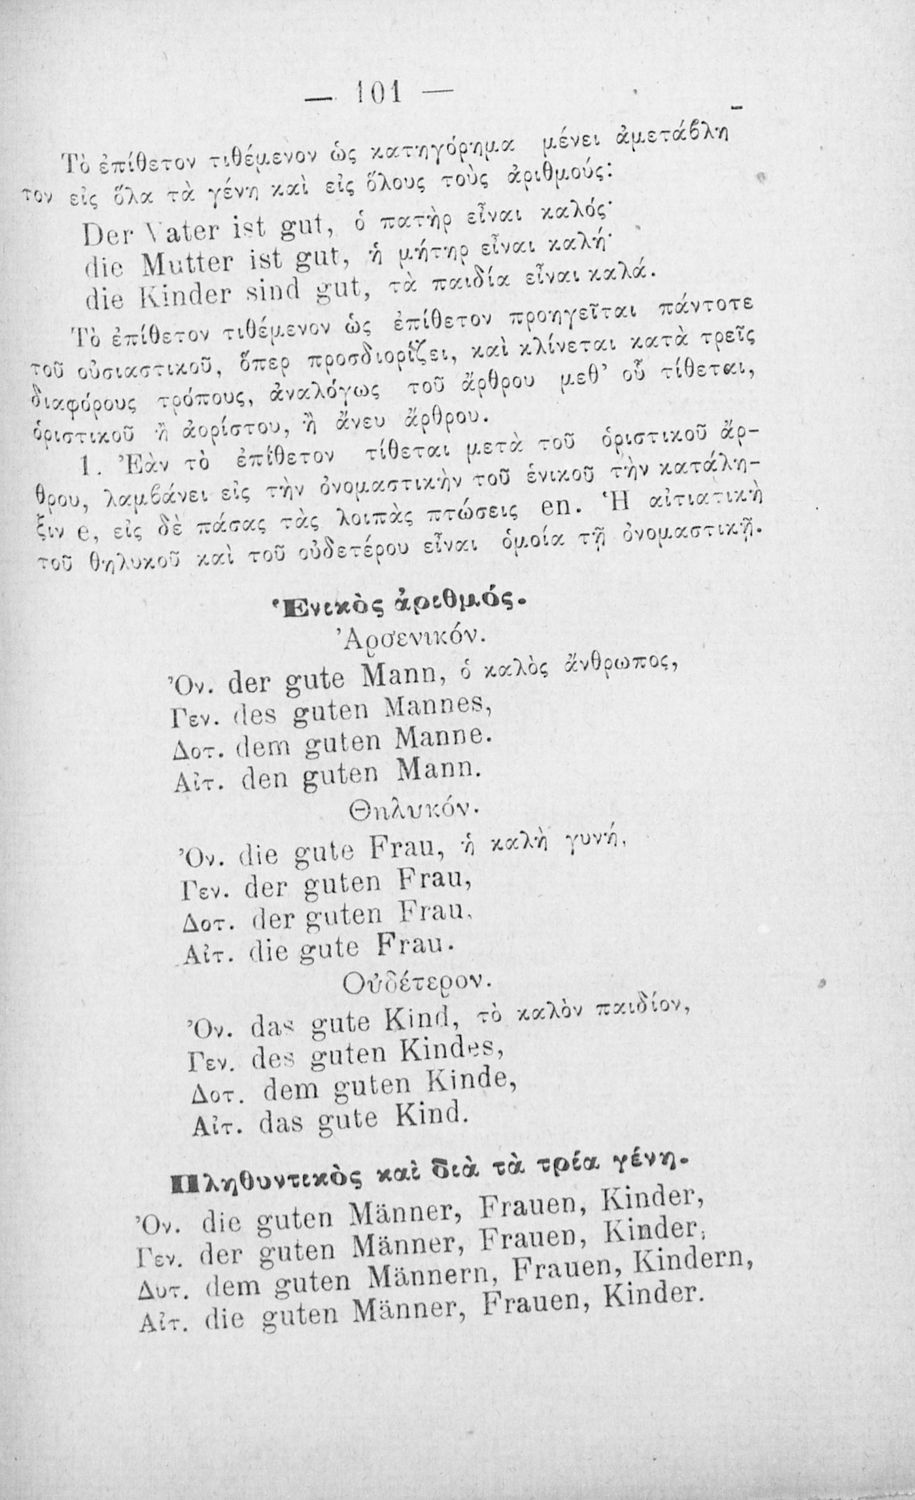 — 101 —
Τὸ ἐπίθετον τιθέμενον ὡς κατηγόρημα μένει ἀμετάβλη–
τον εἰς ὅλα τὰ γένη καὶ εἰς ὅλους τοὺς ἀριθμούς:
Der Vater ist gut, ὁ πατὴρ εἶναι καλός·
die Mutter ist gut, ἡ μήτηρ εἶναι καλή·
die Kinder sind gut, τὰ παιδία εἶναι καλά.
Τὸ ἐπίθετον τιθέμενον ὡς ἐπίθετον προηγεῖται πάντοτε
τοῦ οὐσιαστικοῦ, ὅπερ προσδιορίζει, καὶ κλίνεται κατὰ τρεῖς
διαφόρους τρόπους, ἀναλόγως τοῦ ἄρθρου μεθ' οὗ τίθεται,
ὁριστικοῦ ἢ ἀορίστου, ἢ ἄνευ ἄρθρου.
1. Ἐὰν τὸ ἐπίθετον τίθεται μετὰ τοῦ ὁριστικοῦ ἄρ–
θρου, λαμβάνει εἰς τὴν ὀνομαστικὴν τοῦ ἑνικοῦ τὴν κατάλη–
ξιν e, εἰς δὲ πάσας τὰς λοιπὰς πτώσεις en. Ἡ αἰτιατικὴ
τοῦ θηλυκοῦ καὶ τοῦ οὐδετέρου εἶναι ὁμοία τῇ ὀνομαστικῇ.
Ἑνικὸς ἀριθμός.
Ἀρσενικόν.
Ὀν. der gute Mann, ὁ καλὸς ἄνθρωπος,
Γεν. des guten Mannes,
Δοτ. dem guten Manne.
Αἰτ. den guten Mann.
Θηλυκόν.
Ὀν. die gute Frau, ἡ καλὴ γυνή,
Γεν. der guten Frau,
Δοτ. der guten Frau,
Αἰτ. die gute Frau.
Οὐδέτερον.
Ὀν. das gute Kind, τὸ καλὸν παιδίον,
Γεν. des guten Kindes,
Δοτ. dem guten Kinde,
Αἰτ. das gute Kind.
Πληθυντικὸς καὶ διὰ τὰ τρία γένη.
Ὀν. die guten Männer, Frauen, Kinder,
Γεν. der guten Männer, Frauen, Kinder,
Δυτ. dem guten Männern, Frauen, Kindern,
Αἰτ. die guten Männer, Frauen, Kinder.